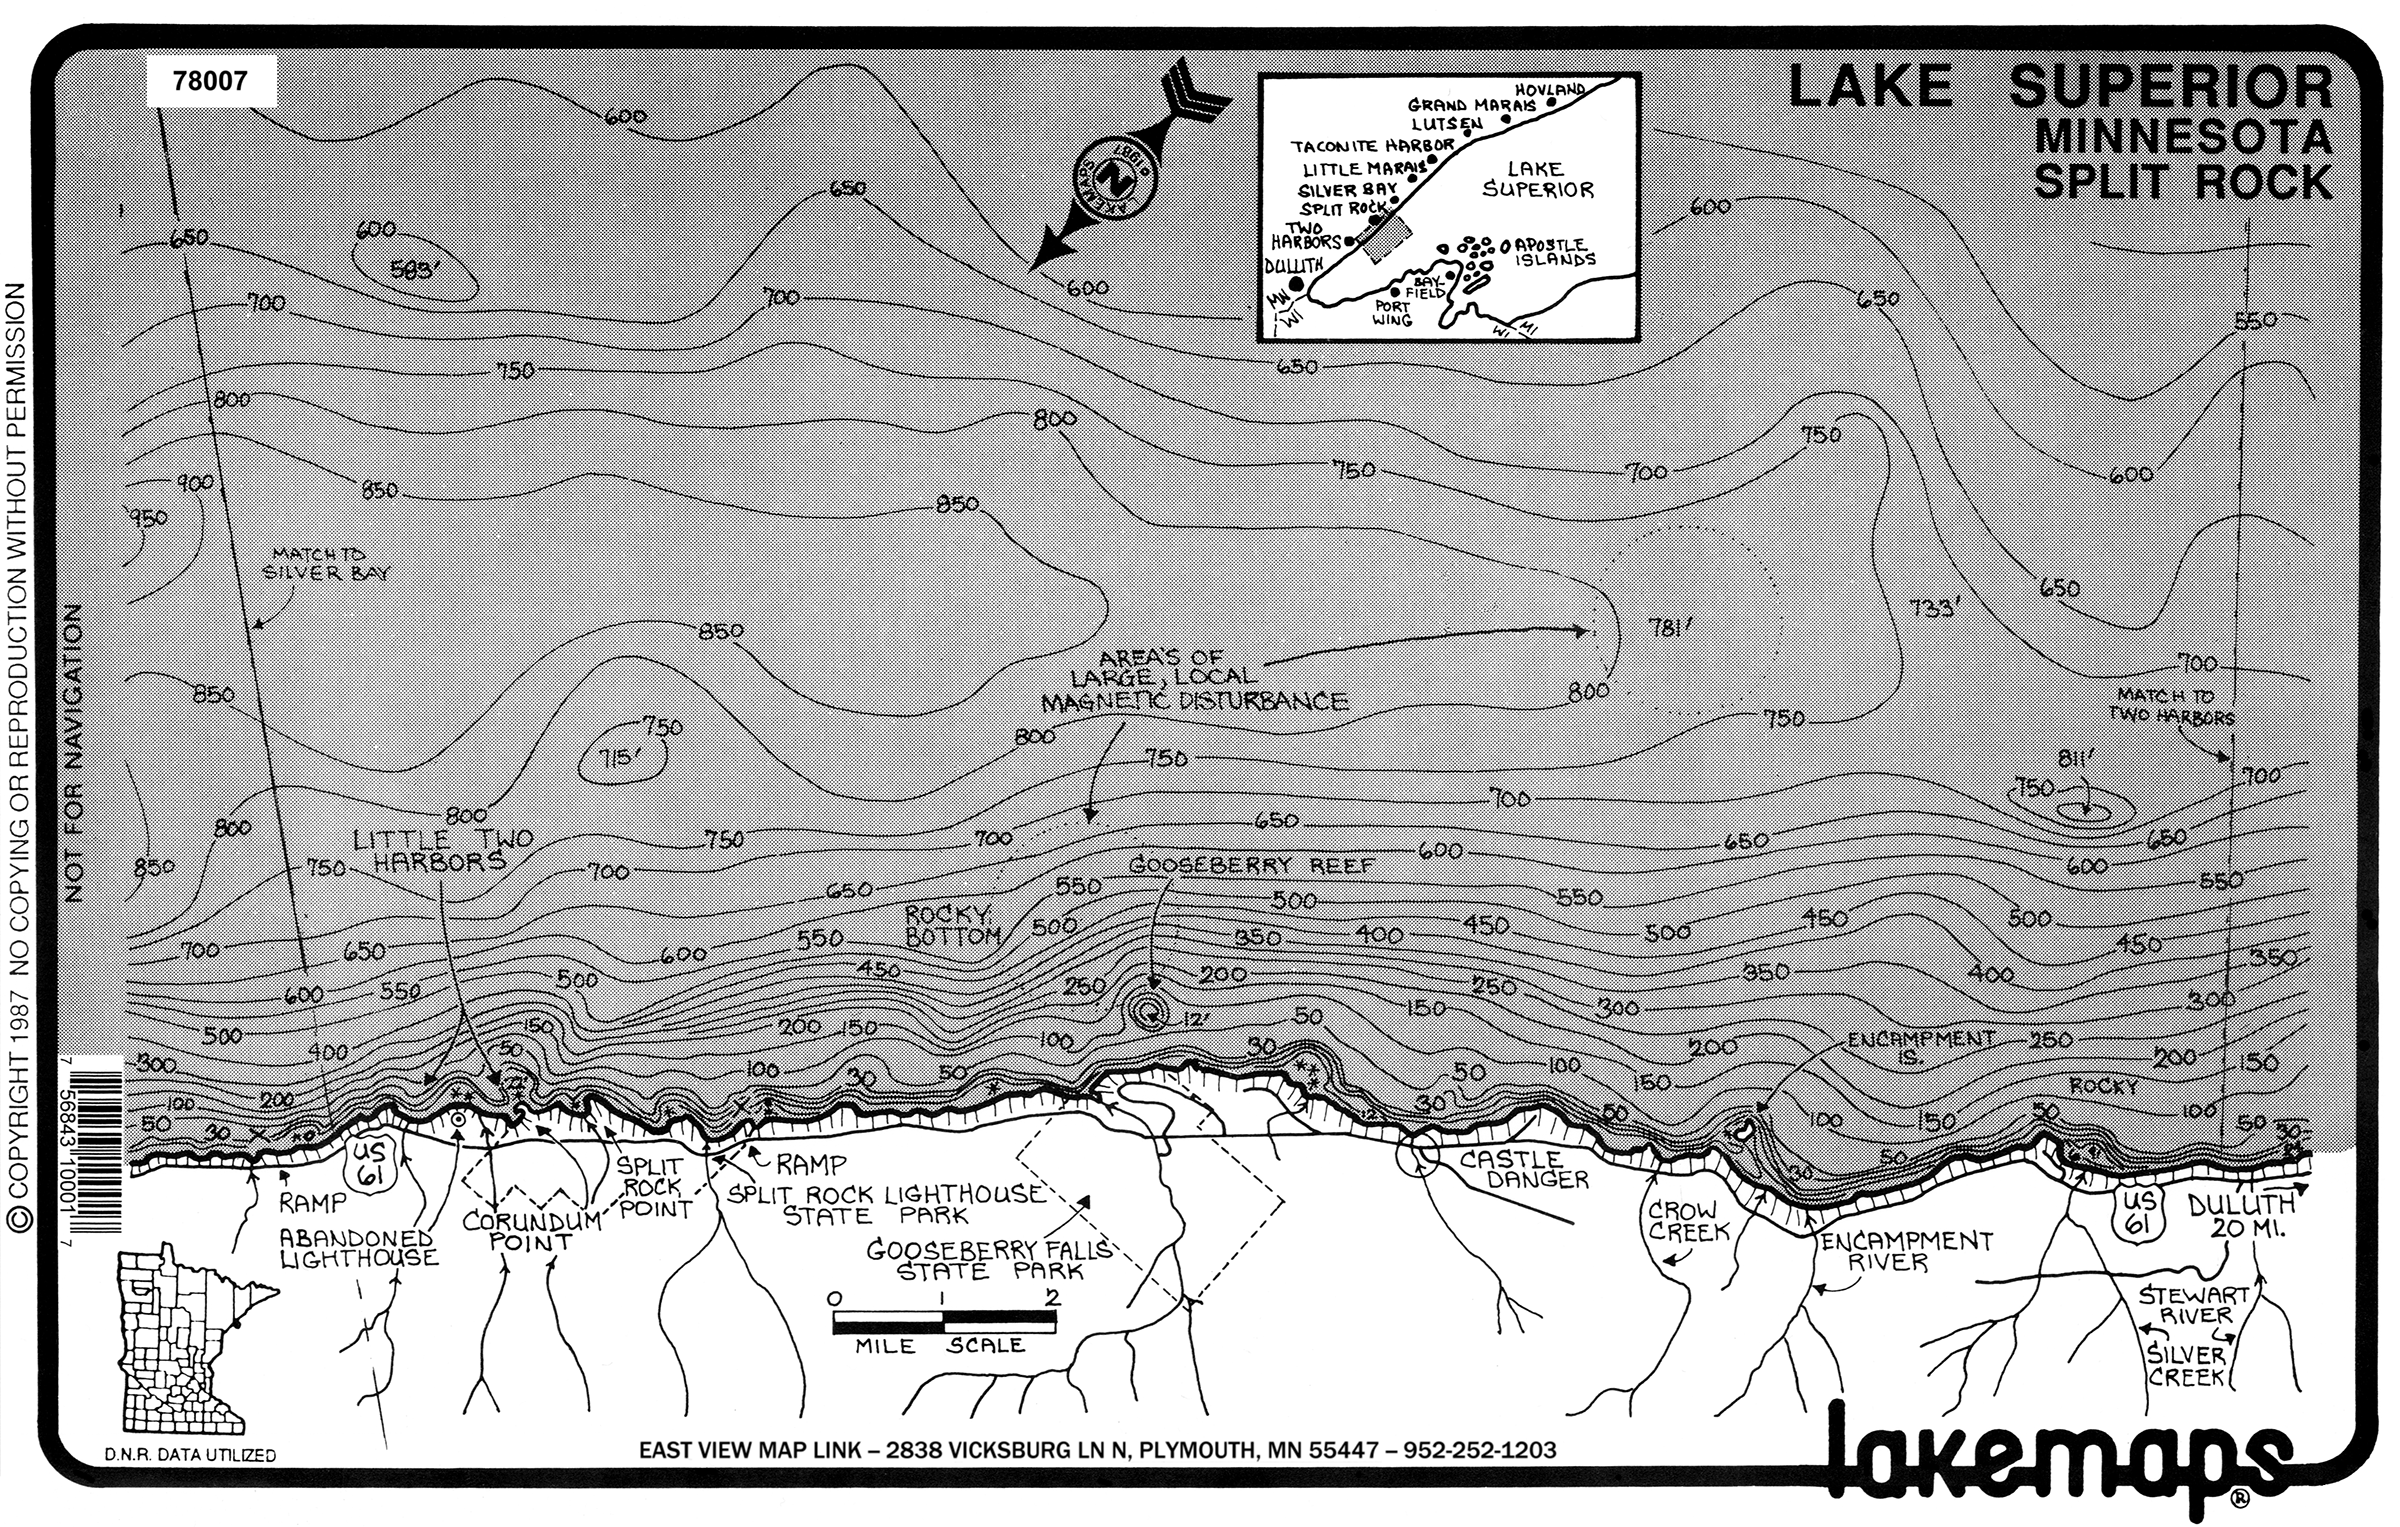 78007
LAKE SUPERIOR
MINNESOTA
SPLIT ROCK
HOVLAND
GRAND MARAIS
LUTSEN
TACONITE HARBOR
LITTLE MARAIS
SILVER BAY
SPLIT ROCK
TWO
HARBORS
DULUTH
MN
WI
LAKE
SUPERIOR
APOSTLE
ISLANDS
BAY-
FIELD
PORT
WING
WI
MI
LAKEMAPS
N
1987
600
650
600
650
600
583'
600
600
700
700
650
550
750
650
800
800
750
750
700
600
900
850
850
950
MATCH TO
SILVER BAY
650
733'
781'
850
AREA'S OF
LARGE, LOCAL
MAGNETIC DISTURBANCE
850
800
700
MATCH TO
TWO HARBORS
750
750
715'
800
750
811'
750
700
700
800
800
LITTLE TWO
HARBORS
750
700
650
650
650
850
750
700
600
600
GOOSEBERRY REEF
650
550
550
550
ROCKY
BOTTOM
500
500
450
500
450
500
700
650
600
550
350
400
450
450
350
600
550
500
250
200
250
350
400
300
500
150
200
150
12'
150
300
400
100
50
ENCAMPMENT
IS.
250
300
50
30
200
200
150
100
30
50
50
100
150
ROCKY
100
200
22'
50
30
12
30
50
100
150
50
100
50
30
30
50
US
61
RAMP
ABANDONED
LIGHTHOUSE
CORUNDUM
POINT
SPLIT
ROCK
POINT
RAMP
SPLIT ROCK LIGHTHOUSE
STATE PARK
GOOSEBERRY FALLS
STATE PARK
CASTLE
DANGER
CROW
CREEK
ENCAMPMENT
RIVER
US
61
DULUTH
20 MI.
STEWART
RIVER
SILVER
CREEK
0 1 2
MILE SCALE
D.N.R. DATA UTILIZED
EAST VIEW MAP LINK – 2838 VICKSBURG LN N, PLYMOUTH, MN 55447 – 952-252-1203
lakemaps
®
NOT FOR NAVIGATION
© COPYRIGHT 1987 NO COPYING OR REPRODUCTION WITHOUT PERMISSION
7 56843 10001 7